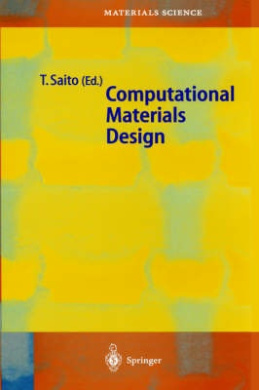 MATERIALS SCIENCE
T. Saito (Ed.)
Computational
Materials
Design
Springer